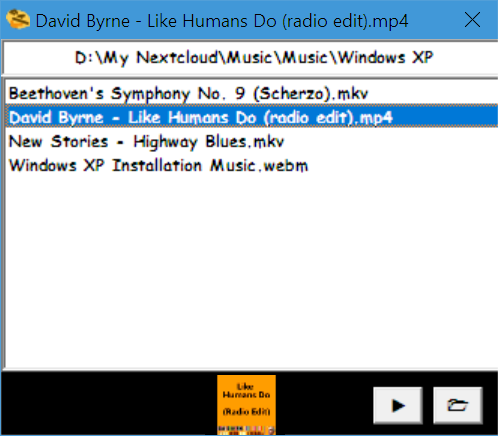 David Byrne - Like Humans Do (radio edit).mp4
D:\My Nextcloud\Music\Music\Windows XP
Beethoven's Symphony No. 9 (Scherzo).mkv
David Byrne - Like Humans Do (radio edit).mp4
New Stories - Highway Blues.mkv
Windows XP Installation Music.webm
Like
Humans Do
(Radio Edit)